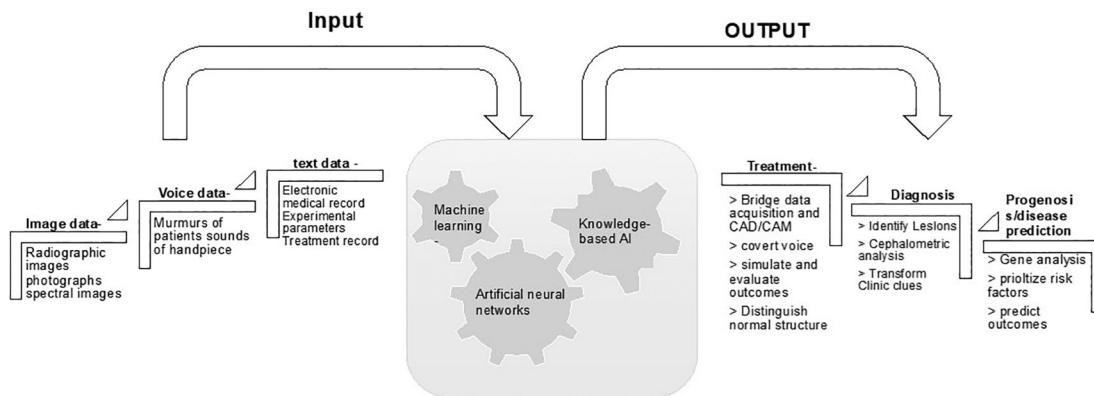 Input
OUTPUT
Image data-
Radiographic
images
photographs
spectral images
Voice data-
Murmurs of
patients sounds
of handpiece
text data -
Electronic
medical record
Experimental
parameters
Treatment record
Machine
learning
-
Knowledge-
based AI
Artificial neural
networks
Treatment-
> Bridge data
acquisition and
CAD/CAM
> covert voice
> simulate and
evaluate
outcomes
> Distinguish
normal structure
Diagnosis
> Identify Lesions
> Cephalometric
analysis
> Transform
Clinic clues
Progenosi
s/disease
prediction
> Gene analysis
> prioltize risk
factors
> predict
outcomes